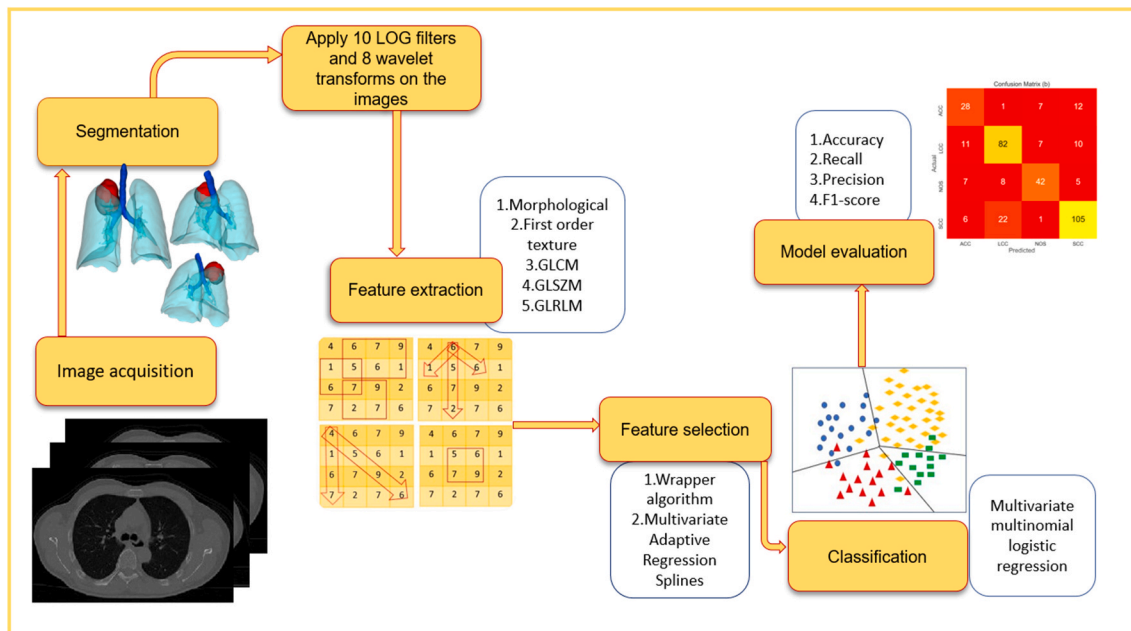 Apply 10 LOG filters
and 8 wavelet
transforms on the
images
Segmentation
Image acquisition
1.Morphological
2.First order
texture
3.GLCM
4.GLSZM
5.GLRLM
Feature extraction
4 6 7 9
1 5 6 1
6 7 9 2
7 2 7 6
4 6 7 9
1 5 6 1
6 7 9 2
7 2 7 6
4 6 7 9
1 5 6 1
6 7 9 2
7 2 7 6
4 6 7 9
1 5 6 1
6 7 9 2
7 2 7 6
Feature selection
1.Wrapper
algorithm
2.Multivariate
Adaptive
Regression
Splines
Classification
Multivariate
multinomial
logistic
regression
Model evaluation
1.Accuracy
2.Recall
3.Precision
4.F1-score
Confusion Matrix (b)
Actual
ACC 28 1 7 12
LCC 11 82 7 10
NOS 7 8 42 5
SCC 6 22 1 105
ACC LCC NOS SCC
Predicted